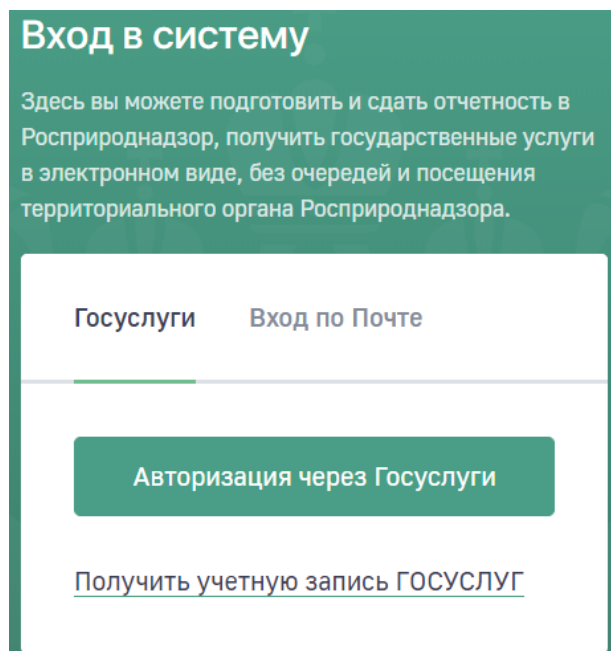 Вход в систему
Здесь вы можете подготовить и сдать отчетность в
Росприроднадзор, получить государственные услуги
в электронном виде, без очередей и посещения
территориального органа Росприроднадзора.
Госуслуги Вход по Почте
Авторизация через Госуслуги
Получить учетную запись ГОСУСЛУГ